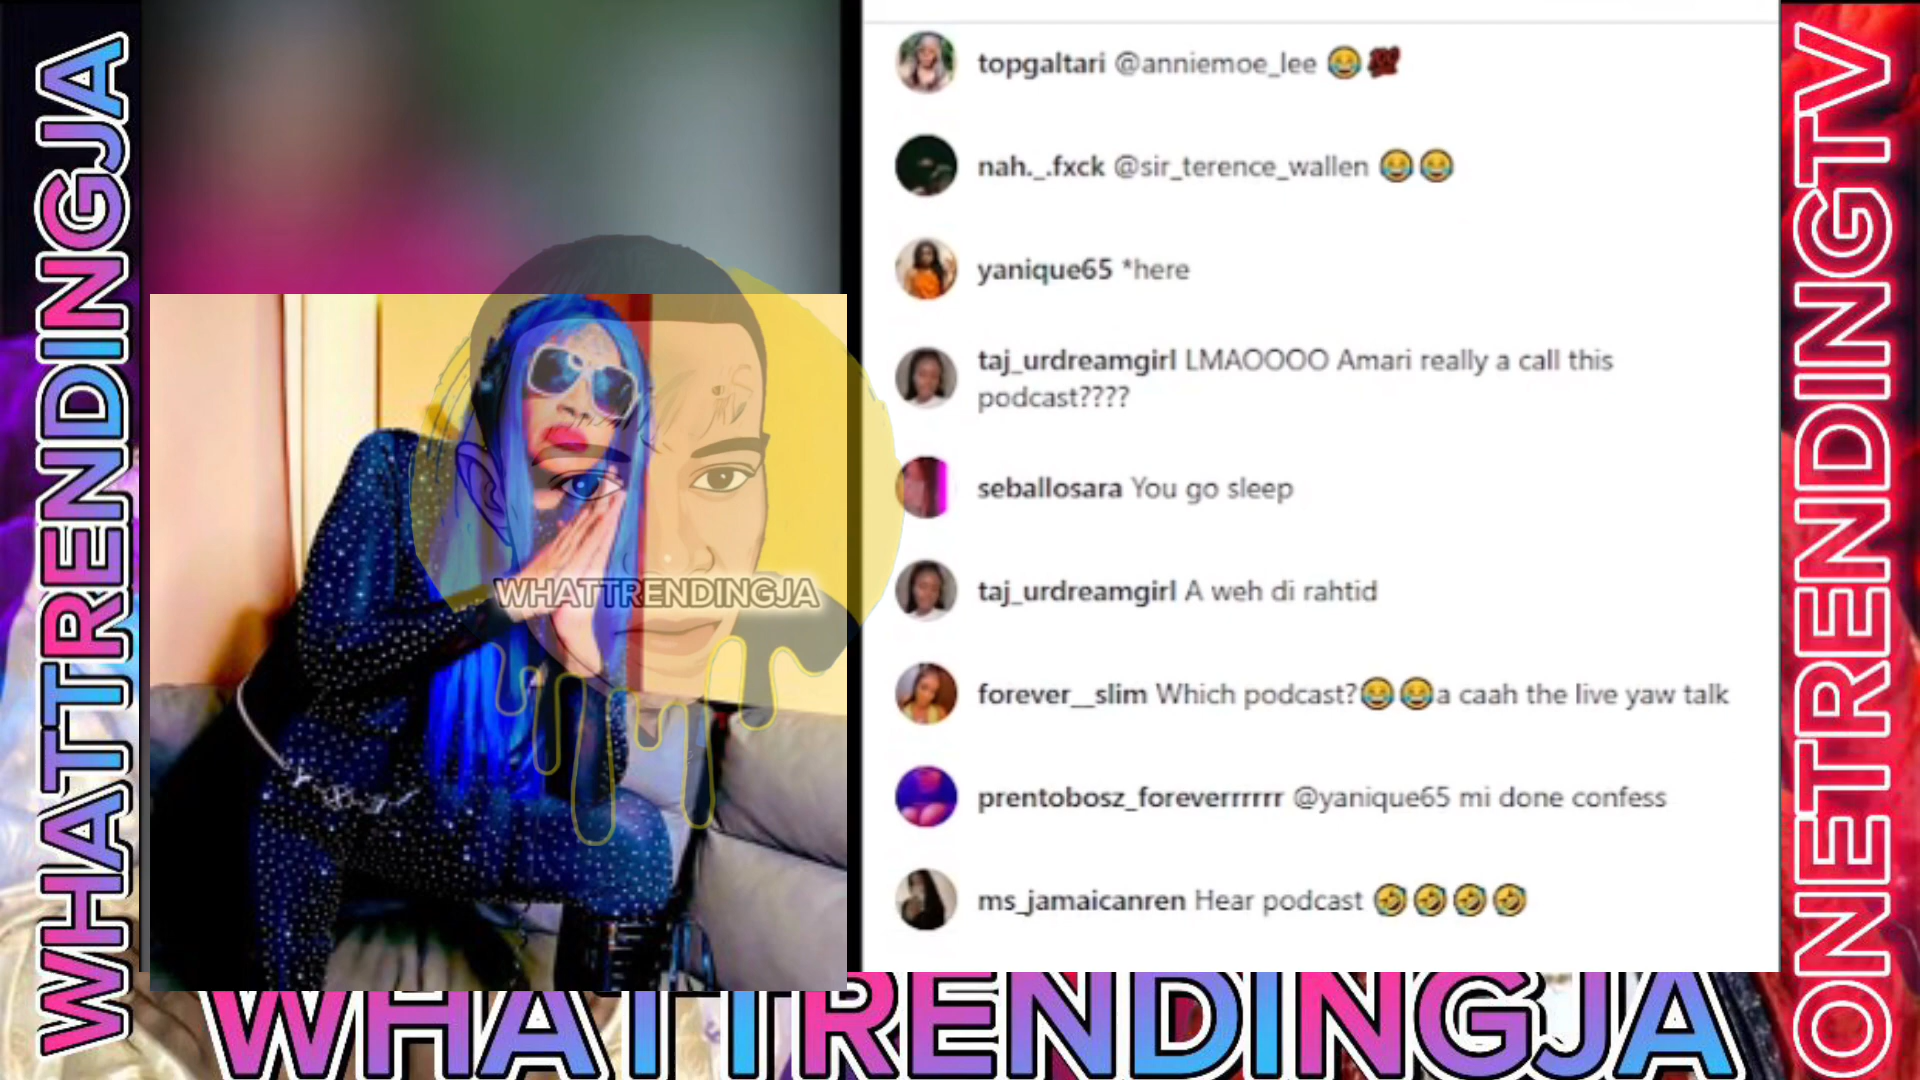 WHATTRENDINGJA
topgaltari @anniemoe_lee 😂💯
nah._.fxck @sir_terence_wallen 😂😂
yanique65 *here
taj_urdreamgirl LMAOOOO Amari really a call this
podcast????
seballosara You go sleep
taj_urdreamgirl A weh di rahtid
forever__slim Which podcast?😂😂a caah the live yaw talk
prentobosz_foreverrrrrr @yanique65 mi done confess
ms_jamaicanren Hear podcast 🤣🤣🤣🤣
WHATTRENDINGJA
ONETRENDINGTV
WHATTRENDINGJA